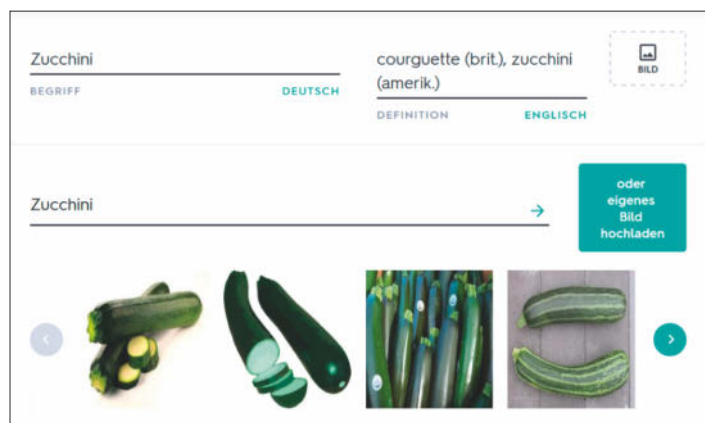 Zucchini
BEGRIFF
DEUTSCH
courguette (brit.), zucchini
(amerik.)
DEFINITION
ENGLISCH
BILD
Zucchini
oder
eigenes
Bild
hochladen